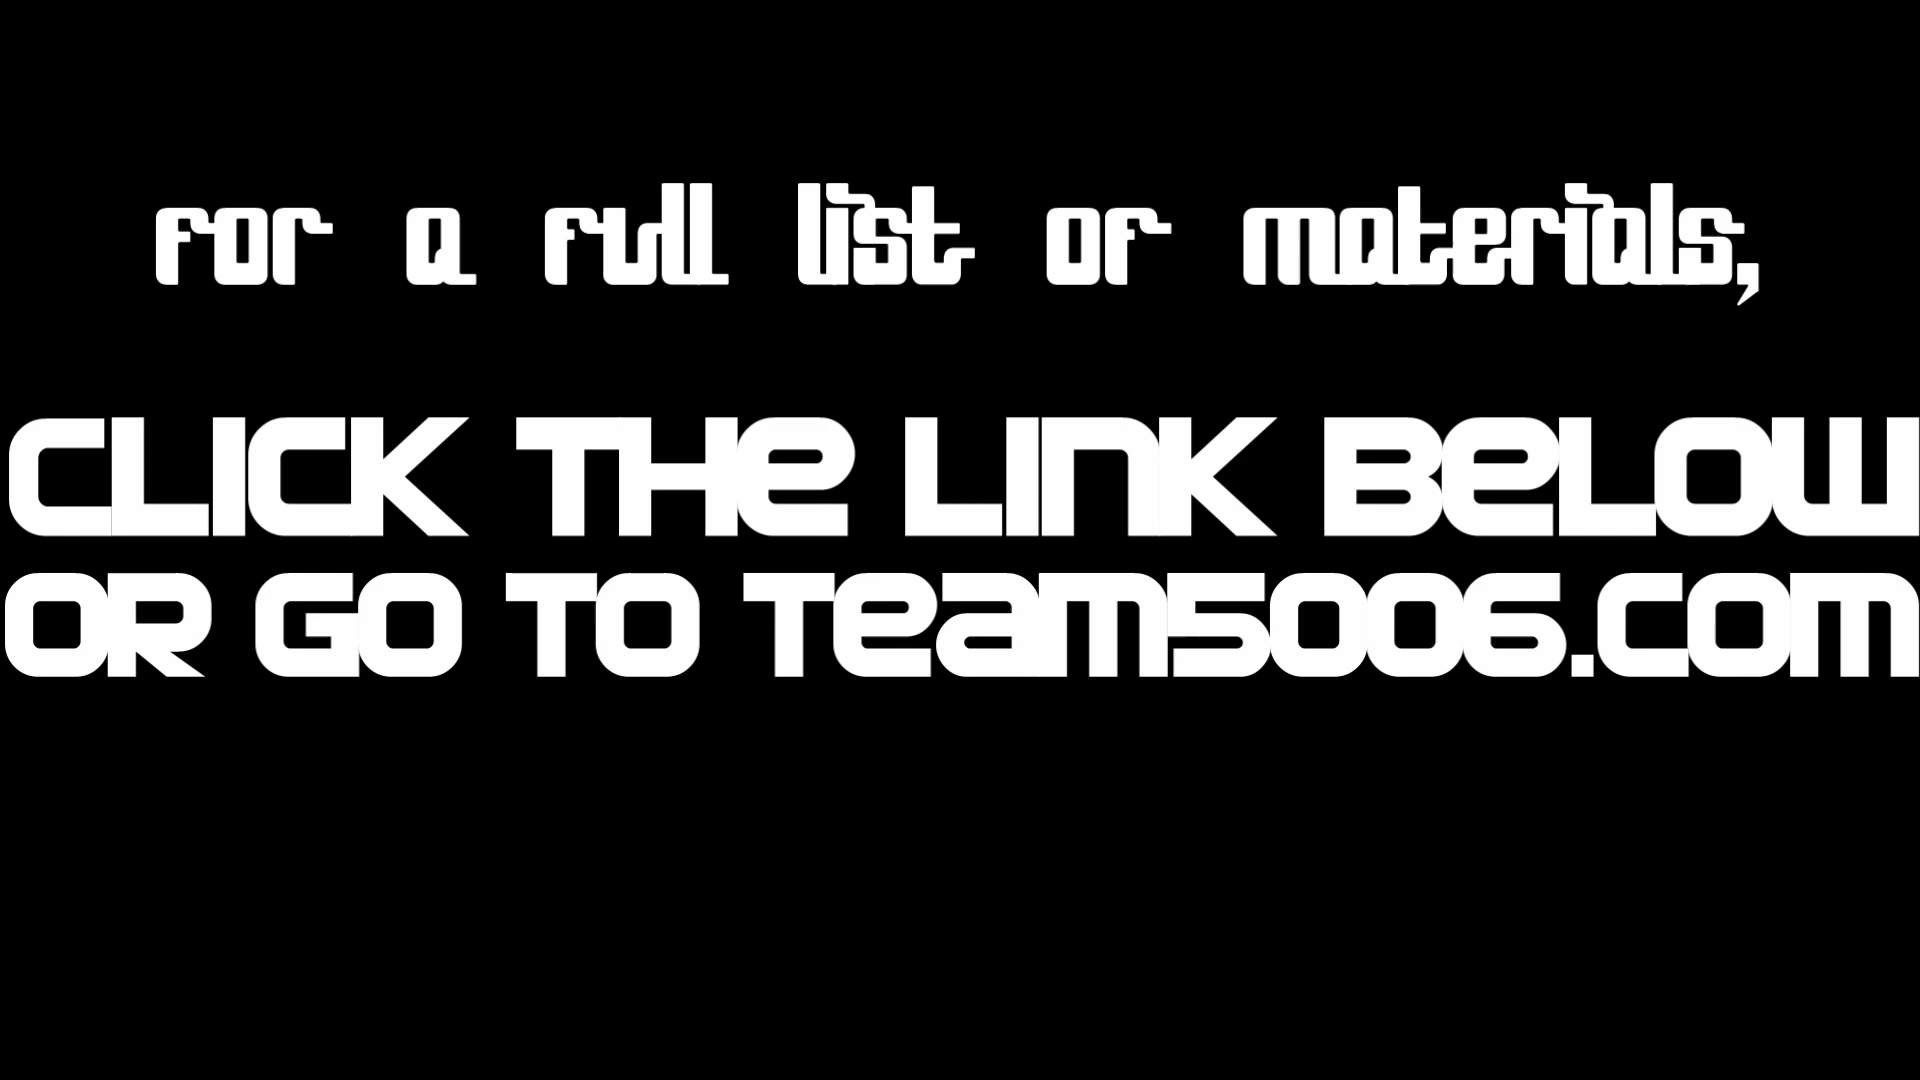 for a full list of materials,
CLICK THE LINK BELOW
OR GO TO TEAM5006.COM